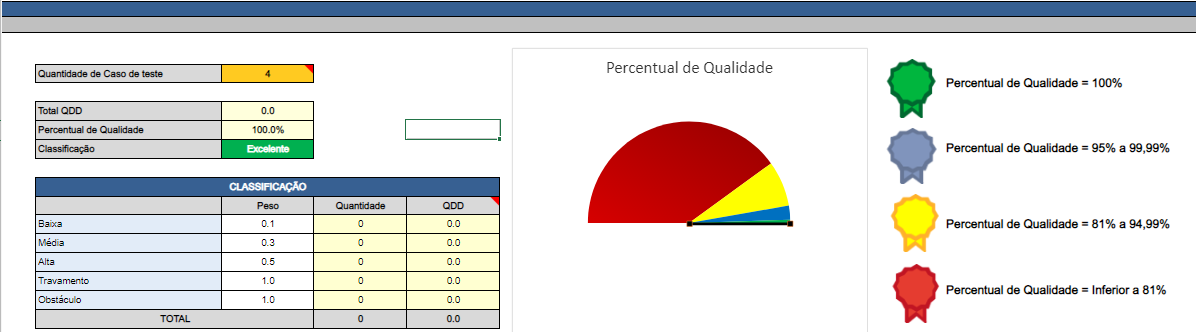 Quantidade de Caso de teste 4
Total QDD 0.0
Percentual de Qualidade 100.0%
Classificação Excelente
CLASSIFICAÇÃO
Peso Quantidade QDD
Baixa 0.1 0 0.0
Média 0.3 0 0.0
Alta 0.5 0 0.0
Travamento 1.0 0 0.0
Obstáculo 1.0 0 0.0
TOTAL 0 0.0
Percentual de Qualidade
Percentual de Qualidade = 100%
Percentual de Qualidade = 95% a 99,99%
Percentual de Qualidade = 81% a 94,99%
Percentual de Qualidade = Inferior a 81%